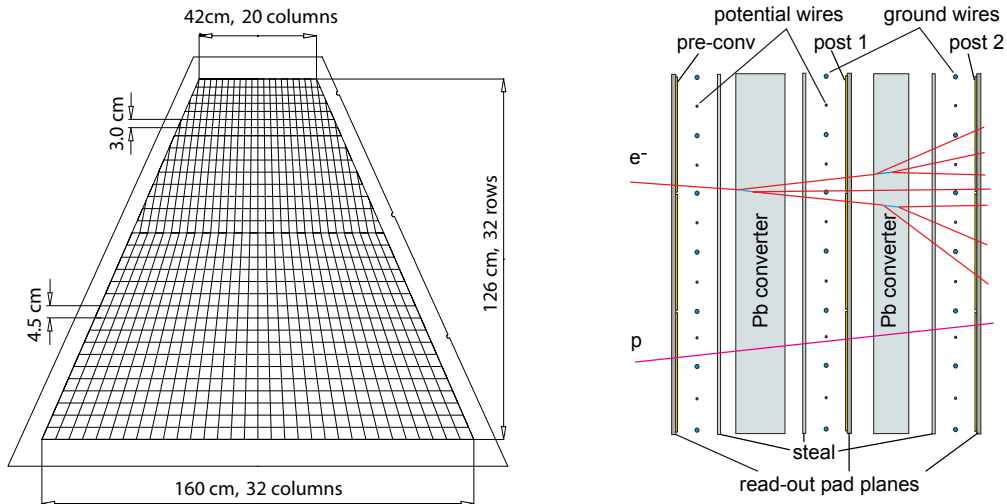 42cm, 20 columns
3.0 cm
4.5 cm
126 cm, 32 rows
160 cm, 32 columns
potential wires
ground wires
pre-conv
post 1
post 2
e-
p
Pb converter
Pb converter
steal
read-out pad planes